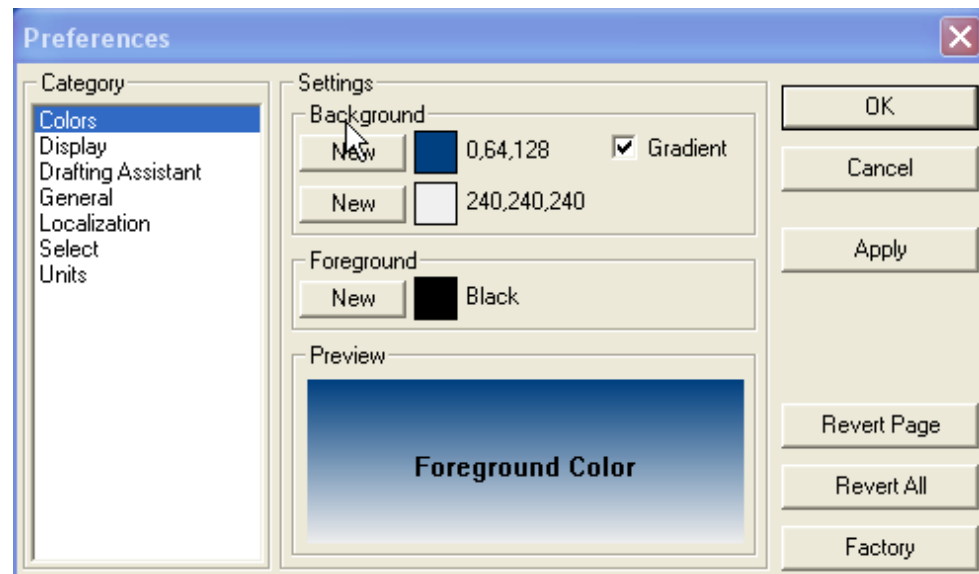 Preferences
Category
Colors
Display
Drafting Assistant
General
Localization
Select
Units
Settings
Background
New 0,64,128 Gradient
New 240,240,240
Foreground
New Black
Preview
Foreground Color
OK
Cancel
Apply
Revert Page
Revert All
Factory